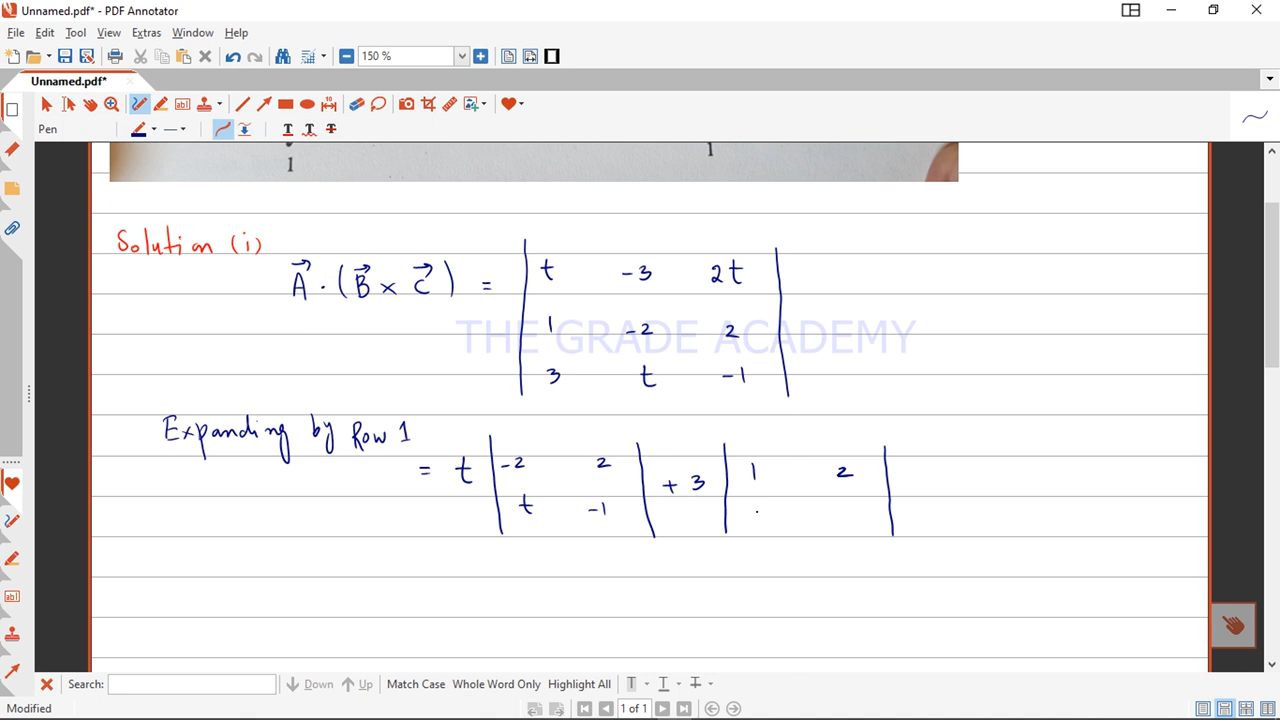 Unnamed.pdf* - PDF Annotator
File Edit Tool View Extras Window Help
150 %
Unnamed.pdf*
Pen
1 1
Solution (i)
A⃗ · (B⃗ × C⃗) = | t -3 2t |
| 1 -2 2 |
| 3 t -1 |
THE GRADE ACADEMY
Expanding by Row 1
= t | -2 2 | + 3 | 1 2 |
| t -1 |
Search: Down Up Match Case Whole Word Only Highlight All T T T
Modified 1 of 1